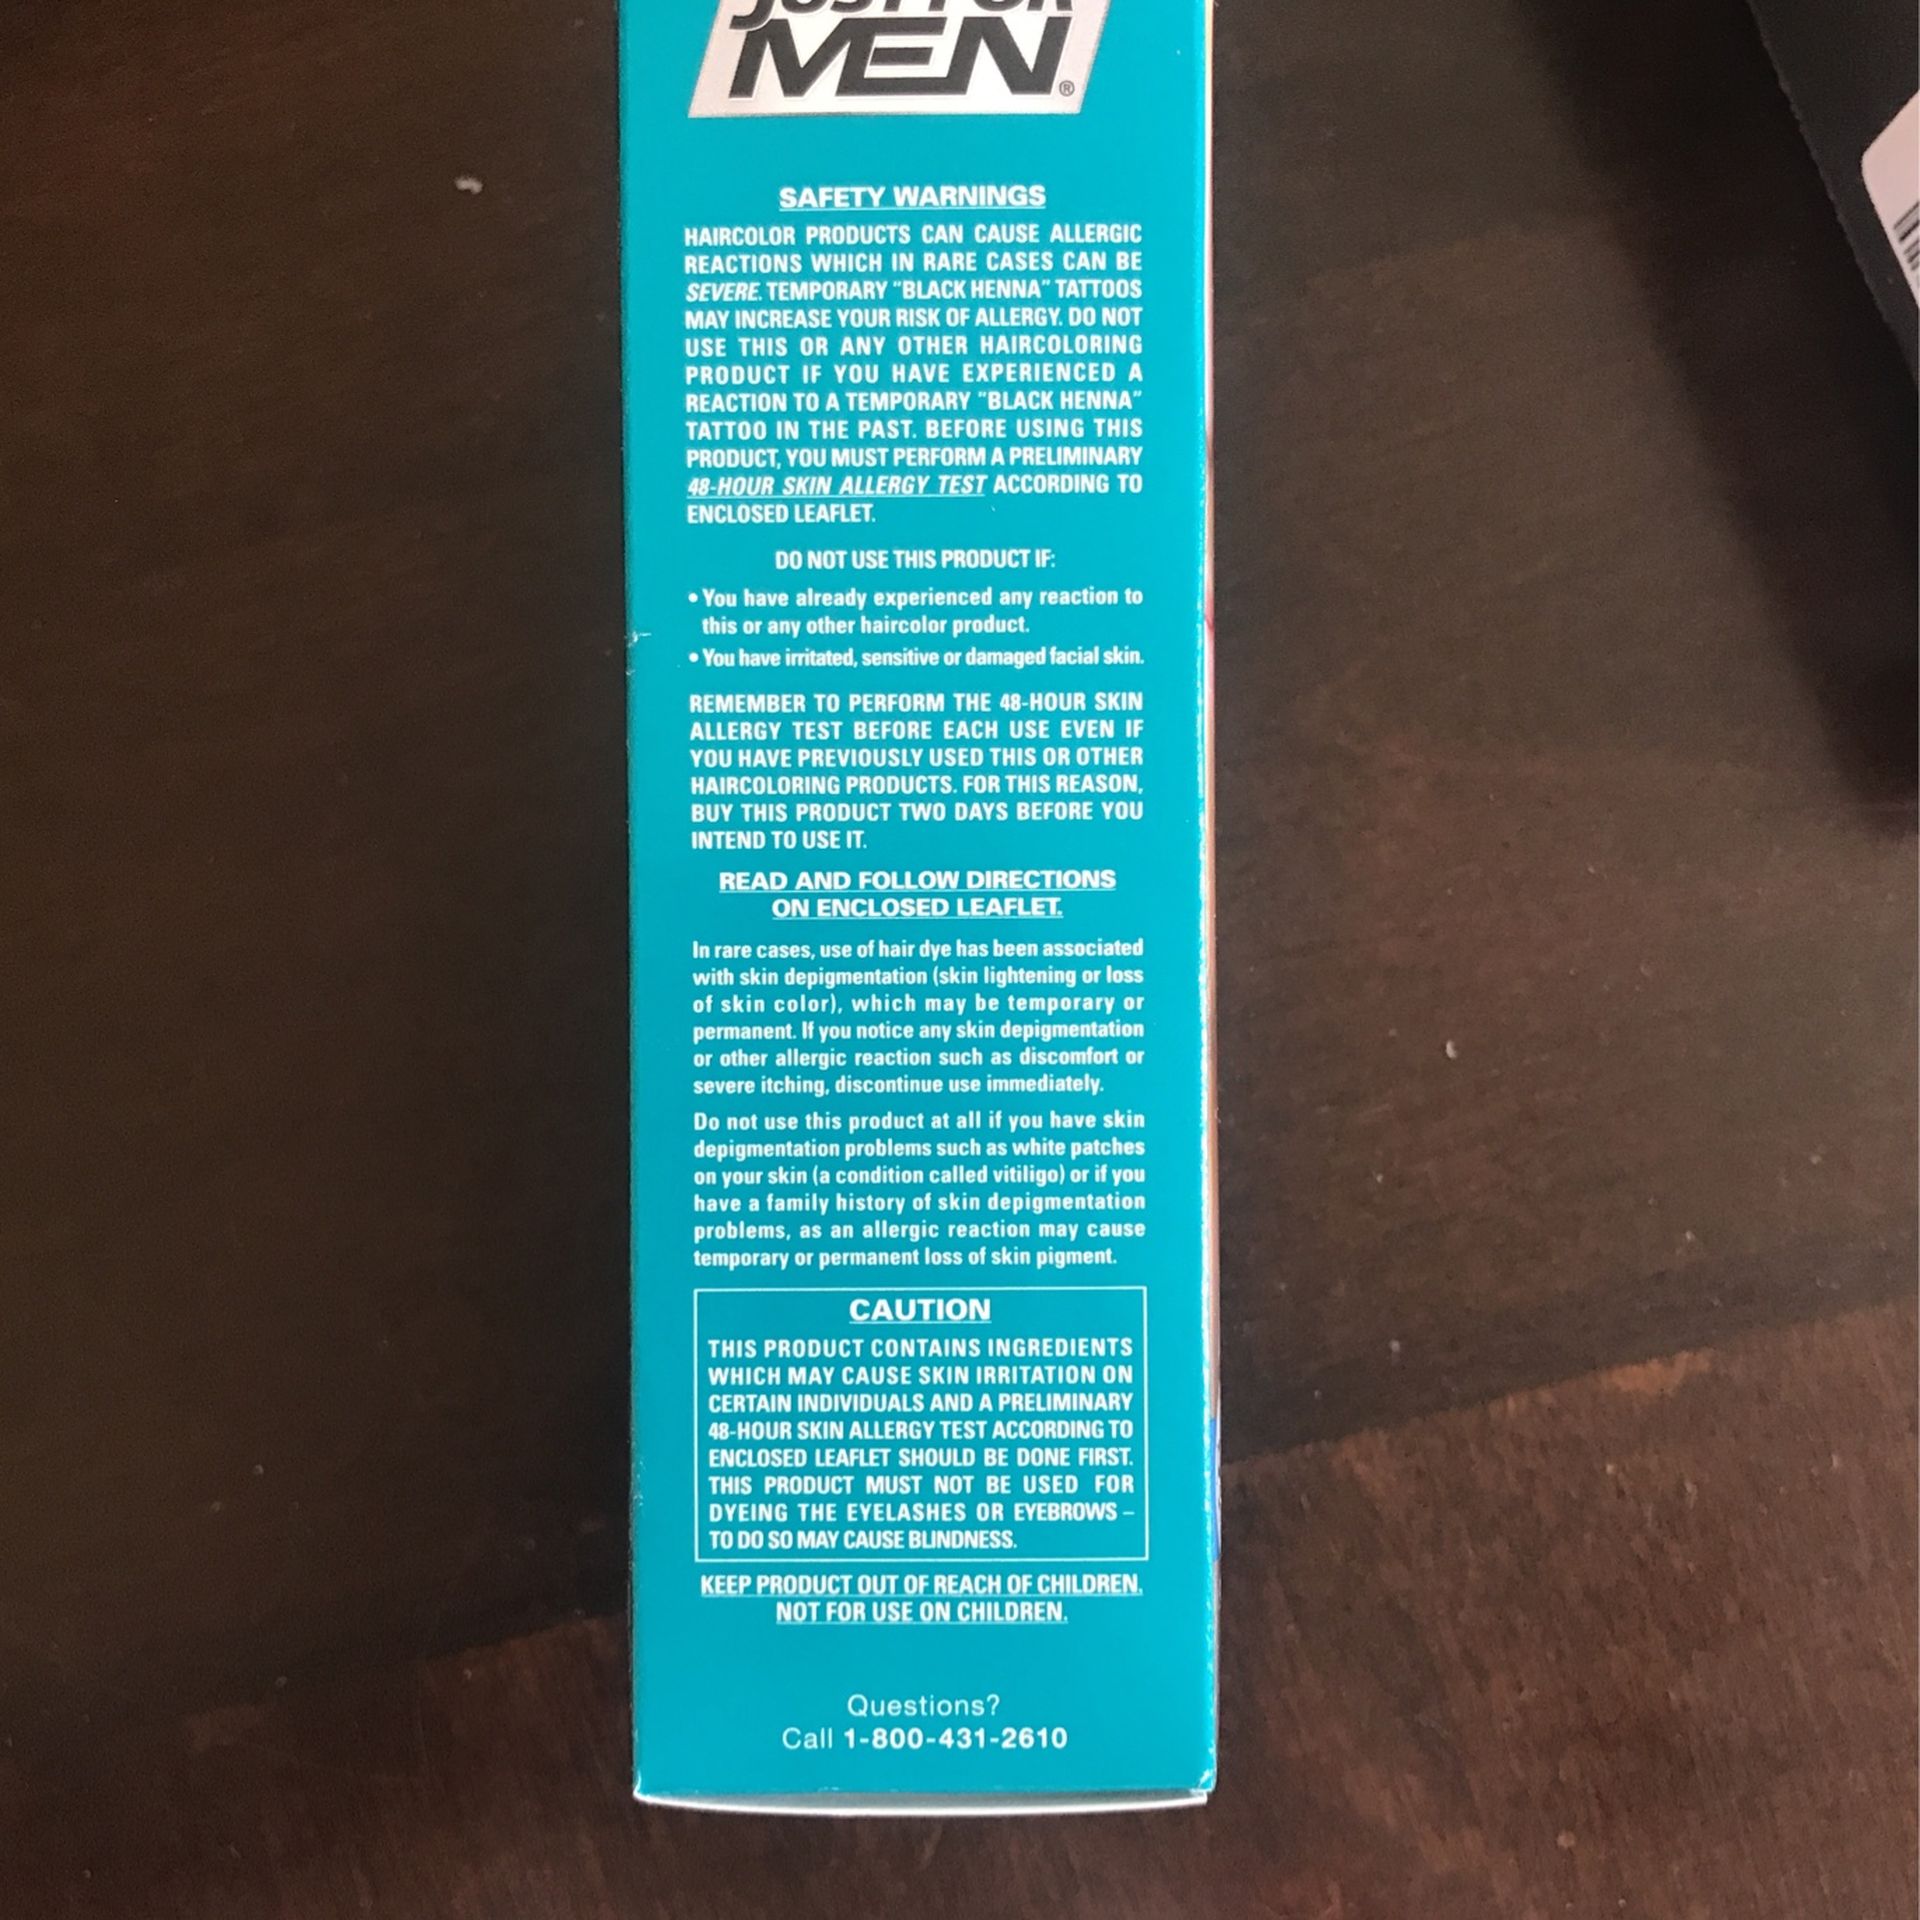 JUST FOR
MEN®
SAFETY WARNINGS
HAIRCOLOR PRODUCTS CAN CAUSE ALLERGIC
REACTIONS WHICH IN RARE CASES CAN BE
SEVERE. TEMPORARY "BLACK HENNA" TATTOOS
MAY INCREASE YOUR RISK OF ALLERGY. DO NOT
USE THIS OR ANY OTHER HAIRCOLORING
PRODUCT IF YOU HAVE EXPERIENCED A
REACTION TO A TEMPORARY "BLACK HENNA"
TATTOO IN THE PAST. BEFORE USING THIS
PRODUCT, YOU MUST PERFORM A PRELIMINARY
48-HOUR SKIN ALLERGY TEST ACCORDING TO
ENCLOSED LEAFLET.
DO NOT USE THIS PRODUCT IF:
• You have already experienced any reaction to
this or any other haircolor product.
• You have irritated, sensitive or damaged facial skin.
REMEMBER TO PERFORM THE 48-HOUR SKIN
ALLERGY TEST BEFORE EACH USE EVEN IF
YOU HAVE PREVIOUSLY USED THIS OR OTHER
HAIRCOLORING PRODUCTS. FOR THIS REASON,
BUY THIS PRODUCT TWO DAYS BEFORE YOU
INTEND TO USE IT.
READ AND FOLLOW DIRECTIONS
ON ENCLOSED LEAFLET.
In rare cases, use of hair dye has been associated
with skin depigmentation (skin lightening or loss
of skin color), which may be temporary or
permanent. If you notice any skin depigmentation
or other allergic reaction such as discomfort or
severe itching, discontinue use immediately.
Do not use this product at all if you have skin
depigmentation problems such as white patches
on your skin (a condition called vitiligo) or if you
have a family history of skin depigmentation
problems, as an allergic reaction may cause
temporary or permanent loss of skin pigment.
CAUTION
THIS PRODUCT CONTAINS INGREDIENTS
WHICH MAY CAUSE SKIN IRRITATION ON
CERTAIN INDIVIDUALS AND A PRELIMINARY
48-HOUR SKIN ALLERGY TEST ACCORDING TO
ENCLOSED LEAFLET SHOULD BE DONE FIRST.
THIS PRODUCT MUST NOT BE USED FOR
DYEING THE EYELASHES OR EYEBROWS –
TO DO SO MAY CAUSE BLINDNESS.
KEEP PRODUCT OUT OF REACH OF CHILDREN.
NOT FOR USE ON CHILDREN.
Questions?
Call 1-800-431-2610